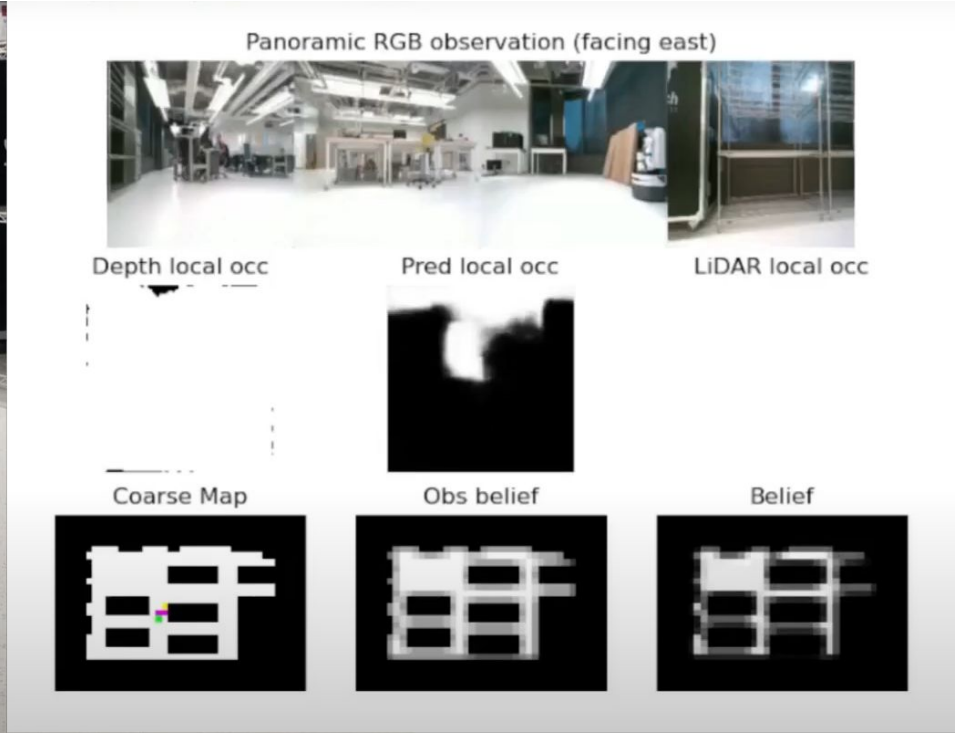 Panoramic RGB observation (facing east)
Depth local occ
Pred local occ
LiDAR local occ
Coarse Map
Obs belief
Belief